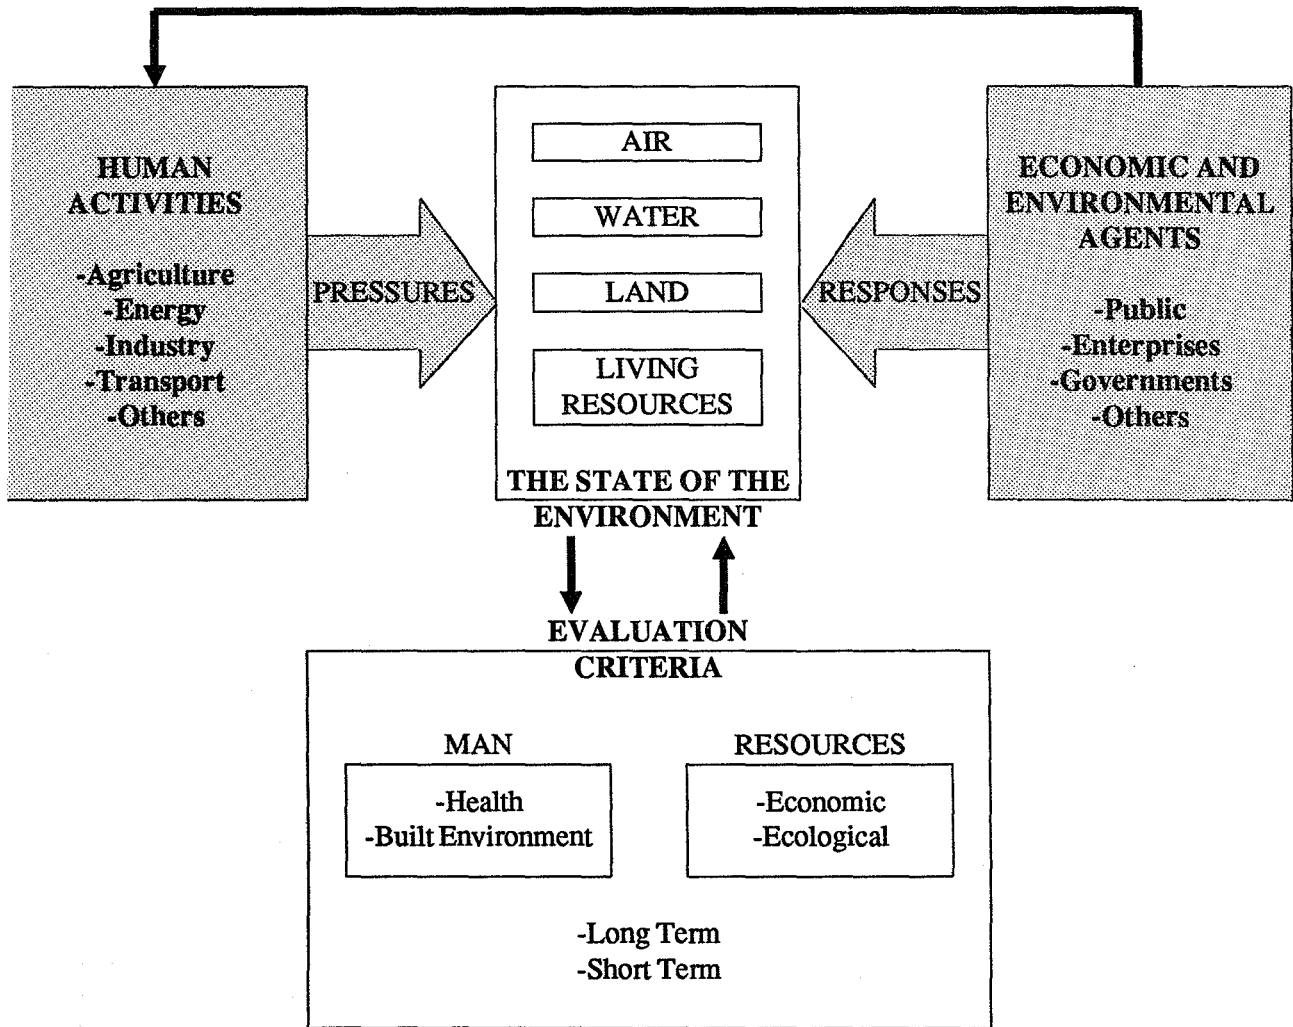 HUMAN
ACTIVITIES
-Agriculture
-Energy
-Industry
-Transport
-Others
PRESSURES
AIR
WATER
LAND
LIVING
RESOURCES
THE STATE OF THE
ENVIRONMENT
RESPONSES
ECONOMIC AND
ENVIRONMENTAL
AGENTS
-Public
-Enterprises
-Governments
-Others
EVALUATION
CRITERIA
MAN
-Health
-Built Environment
RESOURCES
-Economic
-Ecological
-Long Term
-Short Term